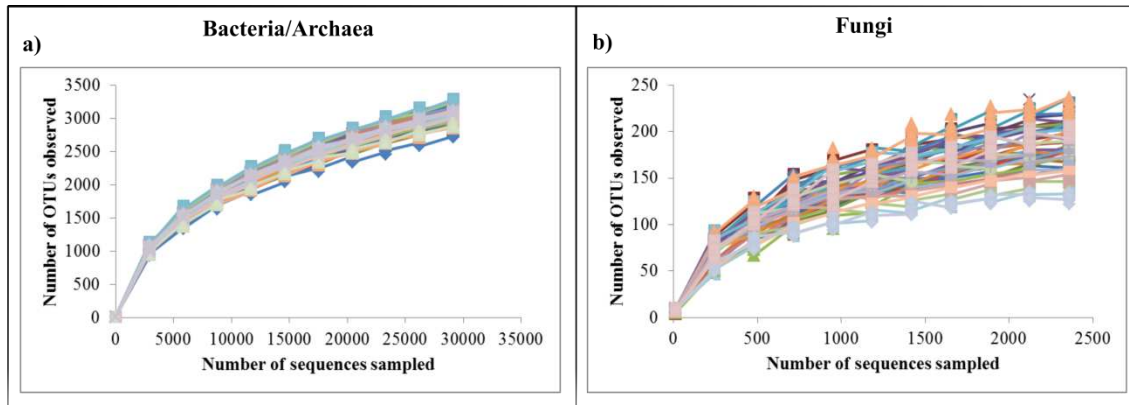 a)
Bacteria/Archaea
Number of OTUs observed
3500
3000
2500
2000
1500
1000
500
0
0 5000 10000 15000 20000 25000 30000 35000
Number of sequences sampled
b)
Fungi
Number of OTUs observed
250
200
150
100
50
0
0 500 1000 1500 2000 2500
Number of sequences sampled